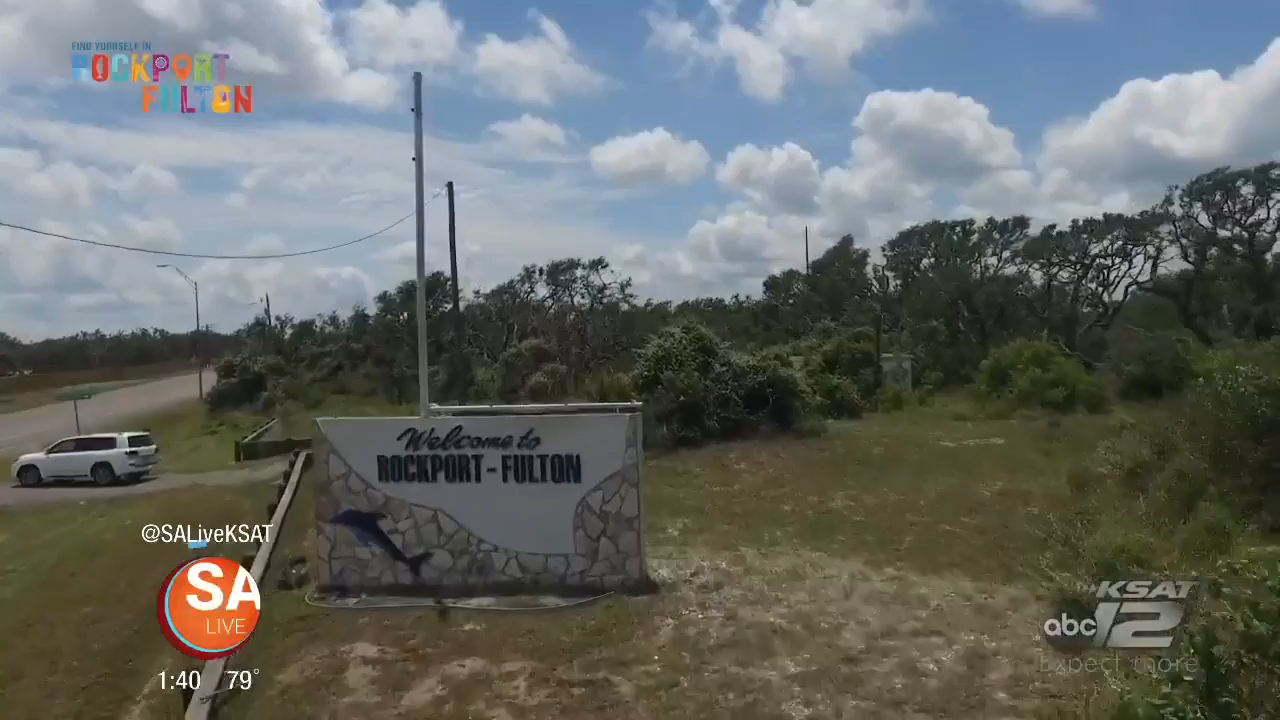 FIND YOURSELF IN
ROCKPORT
FULTON
Welcome to
ROCKPORT-FULTON
@SALiveKSAT
SA
LIVE
1:40 79°
KSAT
abc 12
Expect more